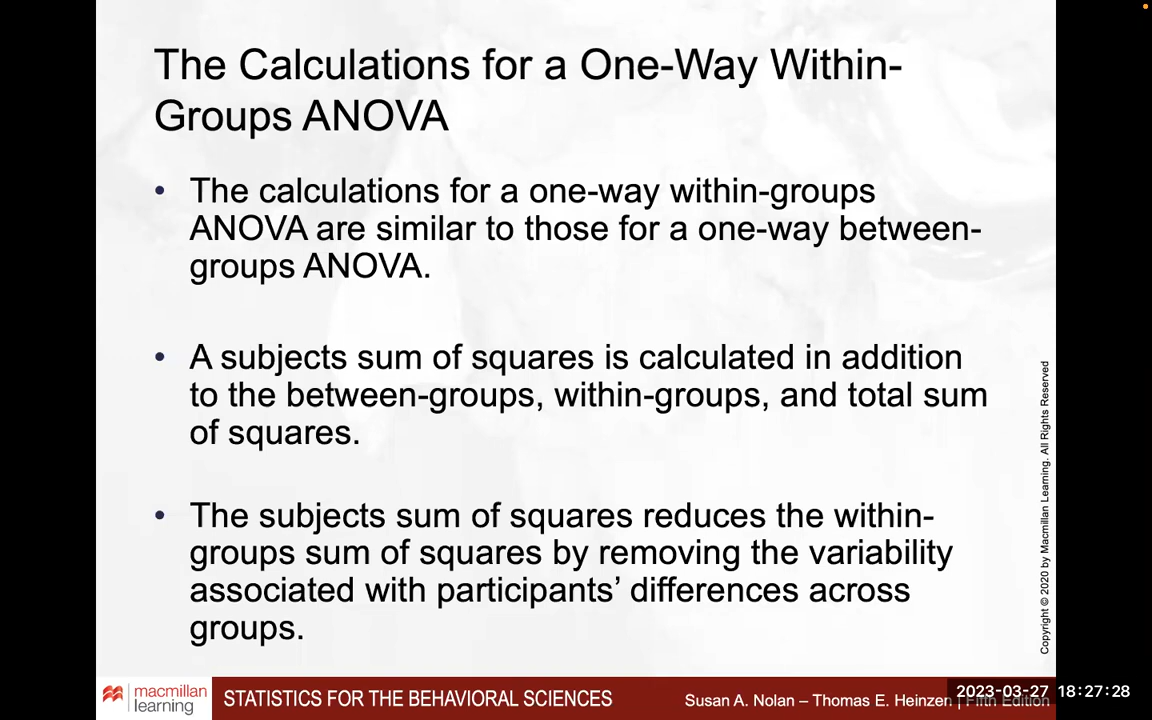 The Calculations for a One-Way Within-
Groups ANOVA
• The calculations for a one-way within-groups
ANOVA are similar to those for a one-way between-
groups ANOVA.
• A subjects sum of squares is calculated in addition
to the between-groups, within-groups, and total sum
of squares.
• The subjects sum of squares reduces the within-
groups sum of squares by removing the variability
associated with participants’ differences across
groups.
Copyright © 2020 by Macmillan Learning. All Rights Reserved
macmillan
learning
STATISTICS FOR THE BEHAVIORAL SCIENCES
Susan A. Nolan – Thomas E. Heinzen | Fifth Edition
2023-03-27 18:27:28